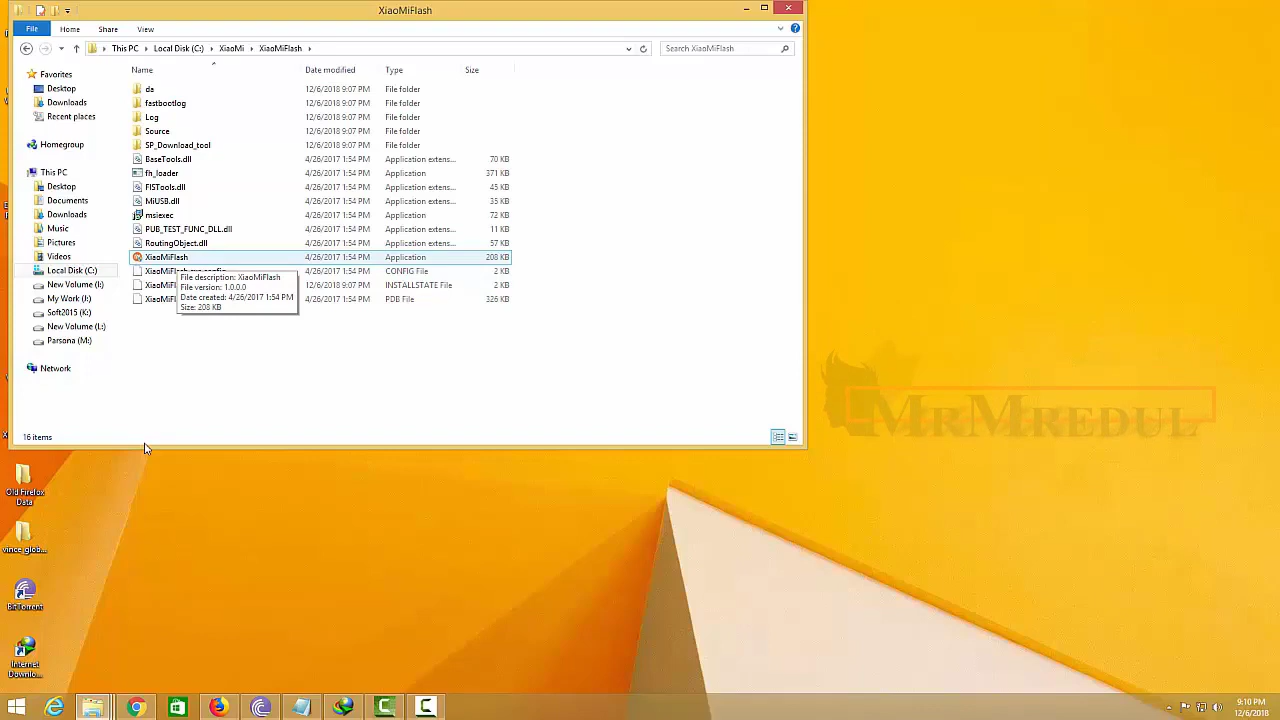 XiaoMiFlash
File Home Share View
This PC Local Disk (C:) XiaoMi XiaoMiFlash
Search XiaoMiFlash
Name Date modified Type Size
Favorites
Desktop
Downloads
Recent places
Homegroup
This PC
Desktop
Documents
Downloads
Music
Pictures
Videos
Local Disk (C:)
New Volume (I:)
My Work (J:)
Soft2015 (K:)
New Volume (L:)
Parsona (M:)
Network
da 12/6/2018 9:07 PM File folder
fastbootlog 12/6/2018 9:07 PM File folder
Log 12/6/2018 9:07 PM File folder
Source 12/6/2018 9:07 PM File folder
SP_Download_tool 12/6/2018 9:07 PM File folder
BaseTools.dll 4/26/2017 1:54 PM Application extens... 70 KB
fh_loader 4/26/2017 1:54 PM Application 371 KB
FISTools.dll 4/26/2017 1:54 PM Application extens... 45 KB
MiUSB.dll 4/26/2017 1:54 PM Application extens... 35 KB
msiexec 4/26/2017 1:54 PM Application 72 KB
PUB_TEST_FUNC_DLL.dll 4/26/2017 1:54 PM Application extens... 11 KB
RoutingObject.dll 4/26/2017 1:54 PM Application extens... 57 KB
XiaoMiFlash 4/26/2017 1:54 PM Application 208 KB
4/26/2017 1:54 PM CONFIG File 2 KB
XiaoMiFl 12/6/2018 9:07 PM INSTALLSTATE File 2 KB
XiaoMiFl 4/26/2017 1:54 PM PDB File 326 KB
File description: XiaoMiFlash
File version: 1.0.0.0
Date created: 4/26/2017 1:54 PM
Size: 208 KB
16 items
MrMredul
Old Firefox
Data
vince_glob...
BitTorrent
Internet
Downlo...
9:10 PM
12/6/2018